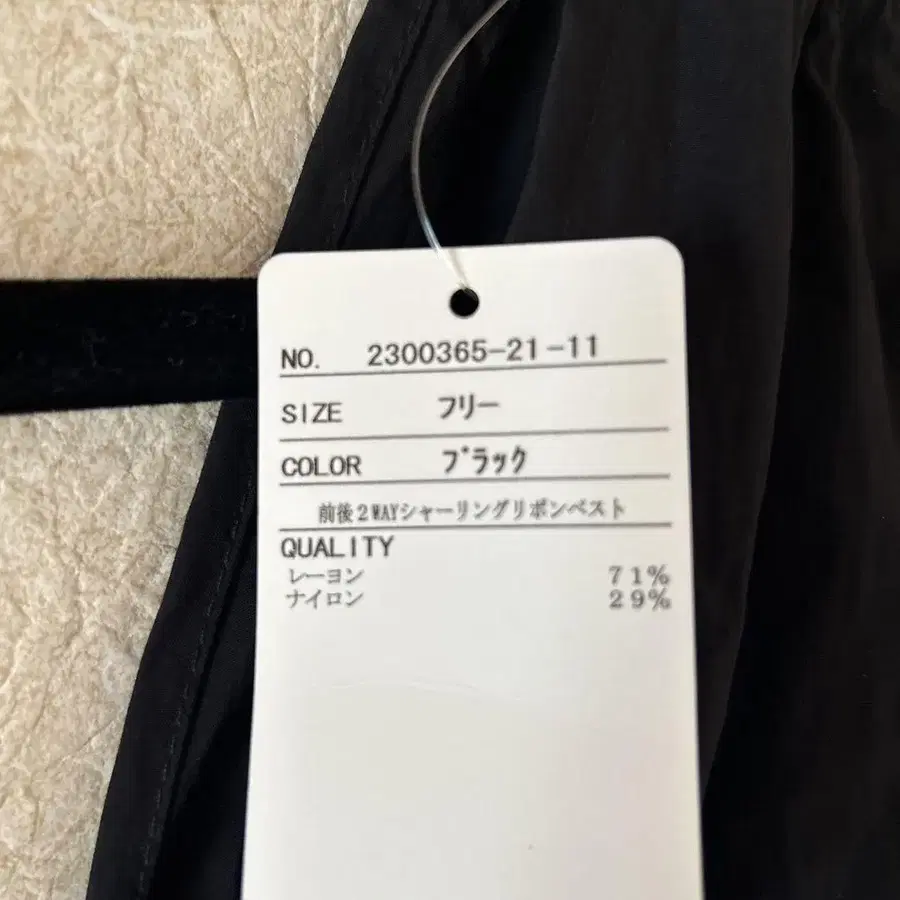 NO. 2300365-21-11
SIZE フリー
COLOR ブラック
前後2WAYシャーリングリボンベスト
QUALITY
レーヨン 71%
ナイロン 29%